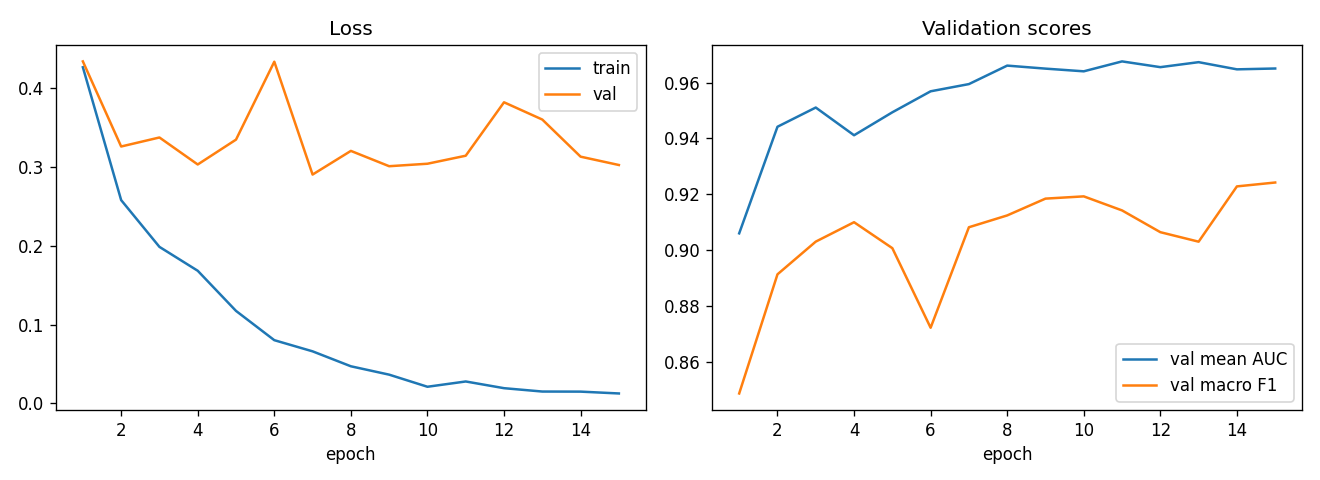 Loss
train
val
0.4
0.3
0.2
0.1
0.0
2 4 6 8 10 12 14
epoch
Validation scores
0.96
0.94
0.92
0.90
0.88
0.86
val mean AUC
val macro F1
2 4 6 8 10 12 14
epoch